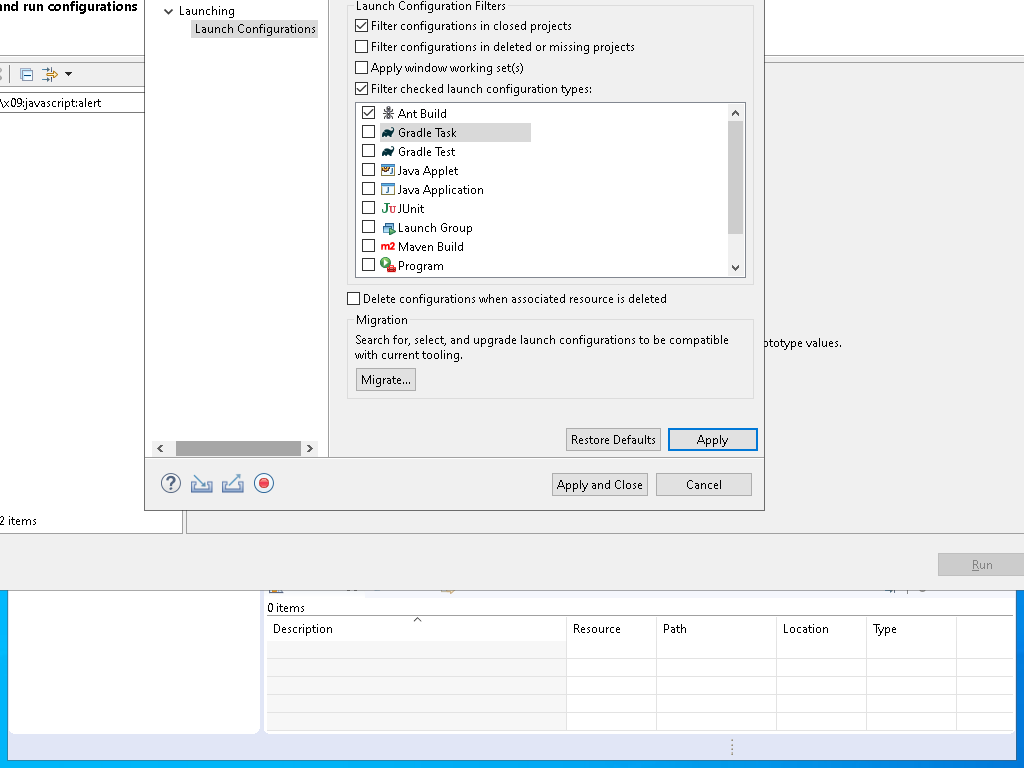 and run configurations
Launching
Launch Configurations
Launch Configuration Filters
Filter configurations in closed projects
Filter configurations in deleted or missing projects
Apply window working set(s)
Filter checked launch configuration types:
\x09:javascript:alert
Ant Build
Gradle Task
Gradle Test
Java Applet
Java Application
JUnit
Launch Group
m2 Maven Build
Program
Delete configurations when associated resource is deleted
Migration
Search for, select, and upgrade launch configurations to be compatible
with current tooling.
ototype values.
Migrate...
Restore Defaults
Apply
Apply and Close
Cancel
2 items
Run
0 items
Description
Resource
Path
Location
Type